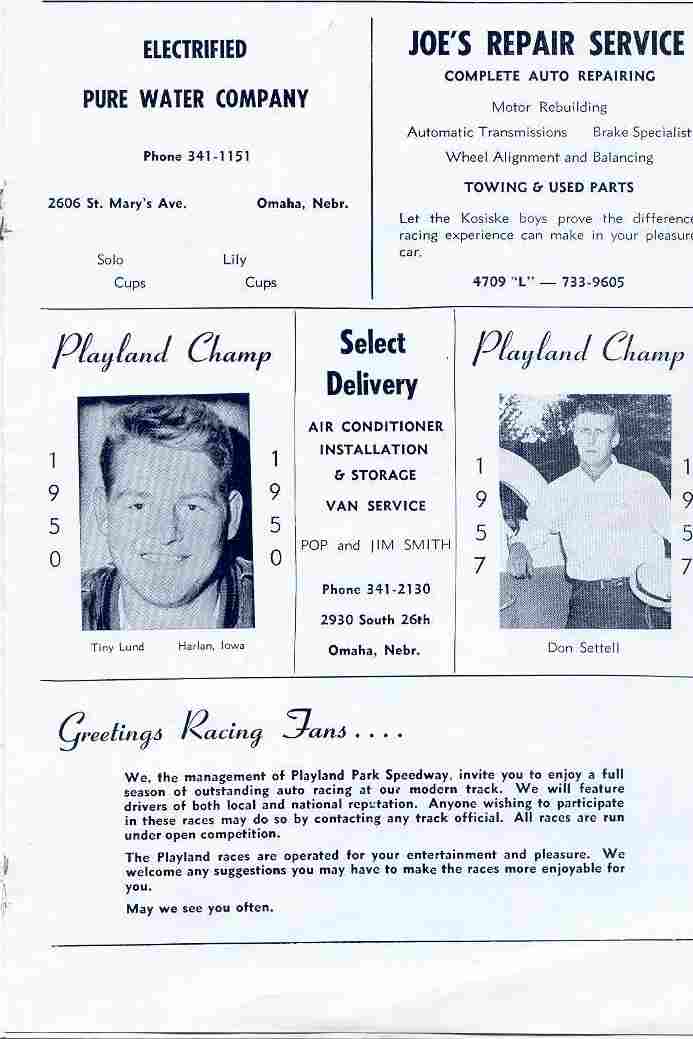 ELECTRIFIED
PURE WATER COMPANY
Phone 341-1151
2606 St. Mary's Ave. Omaha, Nebr.
Solo Lily
Cups Cups
JOE'S REPAIR SERVICE
COMPLETE AUTO REPAIRING
Motor Rebuilding
Automatic Transmissions Brake Specialist
Wheel Alignment and Balancing
TOWING & USED PARTS
Let the Kosiske boys prove the difference
racing experience can make in your pleasure
car.
4709 "L" — 733-9605
Playland Champ
1950
1950
Tiny Lund Harlan, Iowa
Select
Delivery
AIR CONDITIONER
INSTALLATION
& STORAGE
VAN SERVICE
POP and JIM SMITH
Phone 341-2130
2930 South 26th
Omaha, Nebr.
Playland Champ
1957
1957
Don Settell
Greetings Racing Fans....
We, the management of Playland Park Speedway, invite you to enjoy a full
season of outstanding auto racing at our modern track. We will feature
drivers of both local and national reputation. Anyone wishing to participate
in these races may do so by contacting any track official. All races are run
under open competition.
The Playland races are operated for your entertainment and pleasure. We
welcome any suggestions you may have to make the races more enjoyable for
you.
May we see you often.